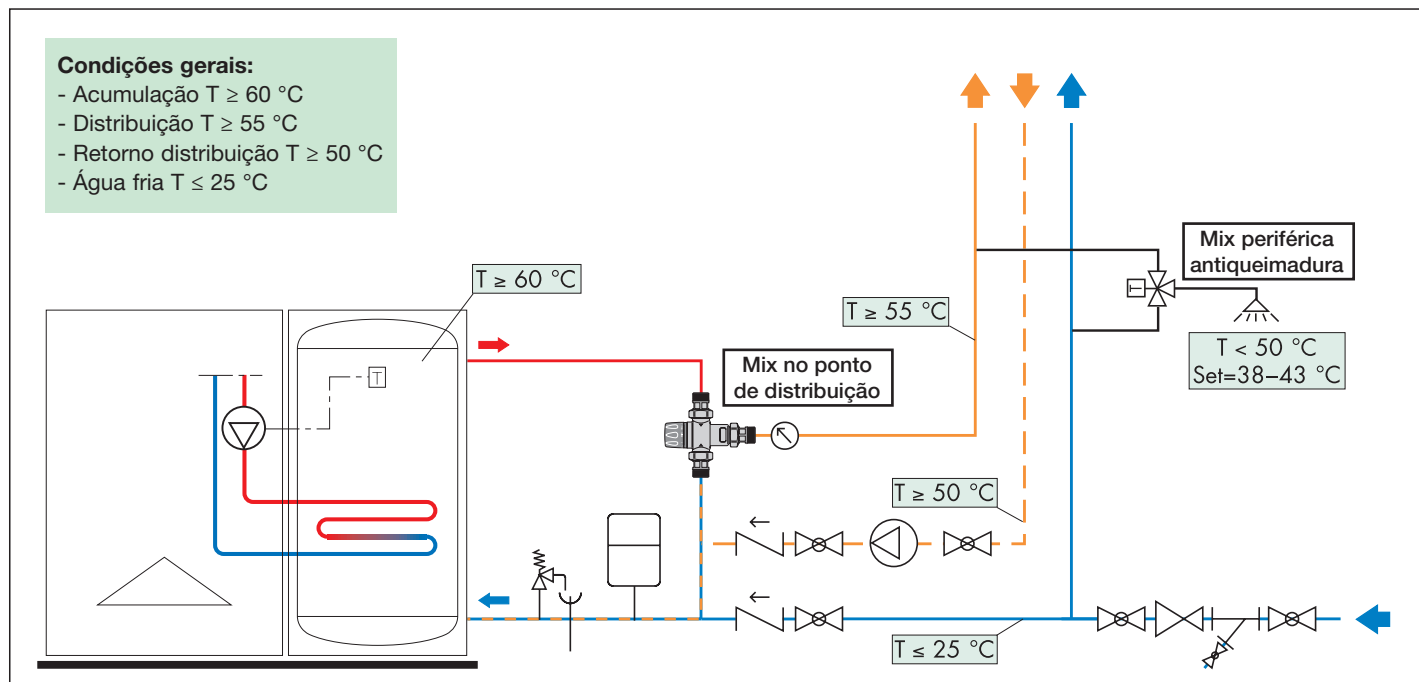 Condições gerais:
- Acumulação T ≥ 60 °C
- Distribuição T ≥ 55 °C
- Retorno distribuição T ≥ 50 °C
- Água fria T ≤ 25 °C
Mix periférica
antiqueimadura
T ≥ 60 °C
T
T ≥ 55 °C
T < 50 °C
Set=38–43 °C
Mix no ponto
de distribuição
T
T ≥ 50 °C
T ≤ 25 °C